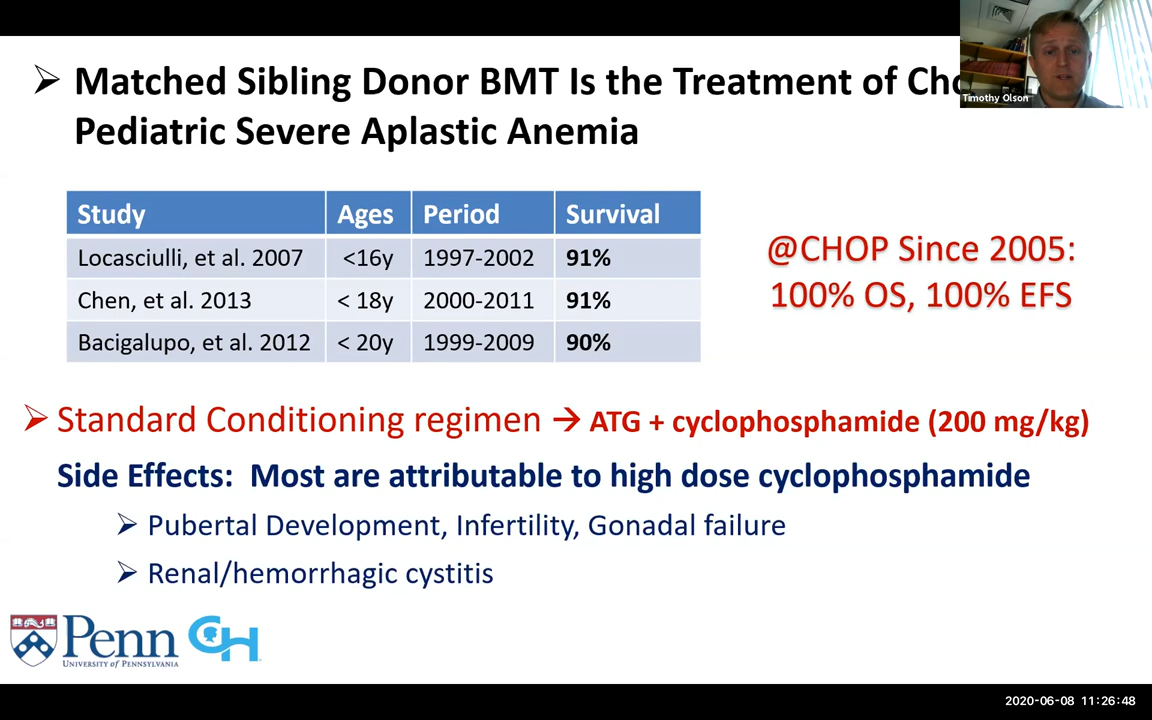 ➢ Matched Sibling Donor BMT Is the Treatment of
Pediatric Severe Aplastic Anemia
Timothy Olson
Study Ages Period Survival
Locasciulli, et al. 2007 <16y 1997-2002 91%
Chen, et al. 2013 < 18y 2000-2011 91%
Bacigalupo, et al. 2012 < 20y 1999-2009 90%
@CHOP Since 2005:
100% OS, 100% EFS
➢ Standard Conditioning regimen → ATG + cyclophosphamide (200 mg/kg)
Side Effects: Most are attributable to high dose cyclophosphamide
➢ Pubertal Development, Infertility, Gonadal failure
➢ Renal/hemorrhagic cystitis
Penn
UNIVERSITY of PENNSYLVANIA
CH
2020-06-08 11:26:48